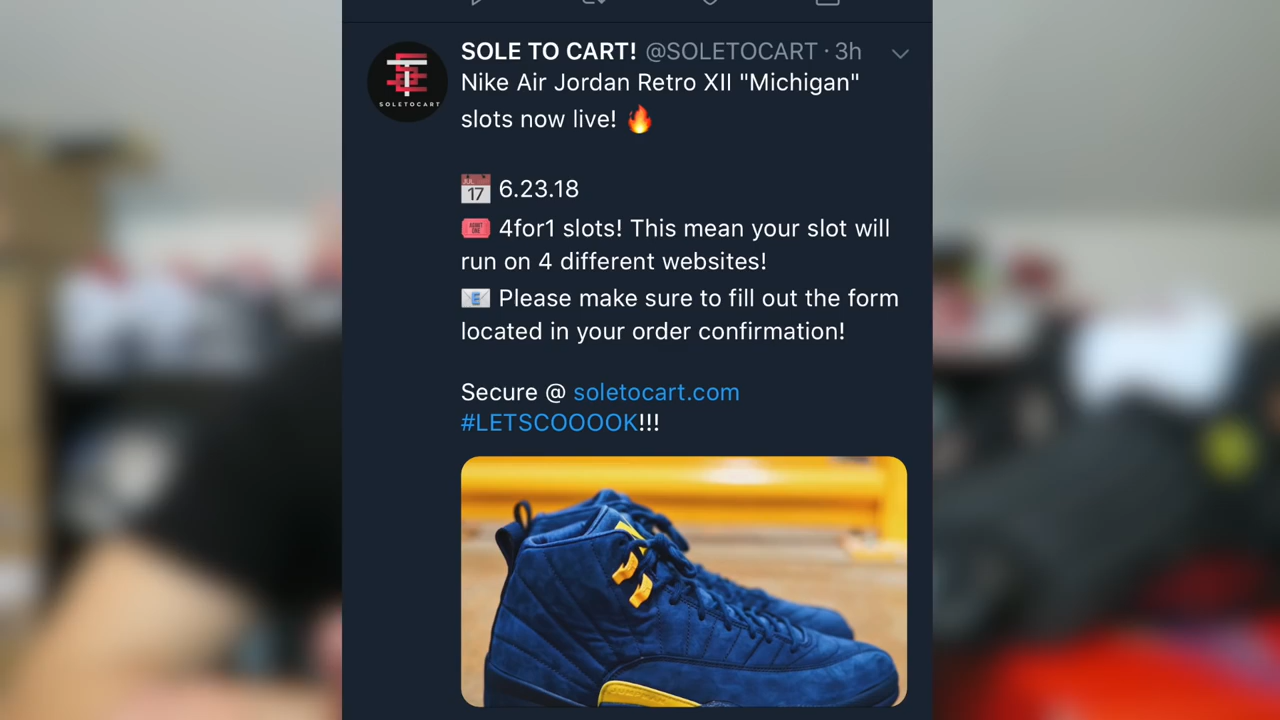 SOLE TO CART! @SOLETOCART · 3h
SOLETOCART
Nike Air Jordan Retro XII "Michigan"
slots now live! 🔥
JUL
17
6.23.18
4for1 slots! This mean your slot will
run on 4 different websites!
Please make sure to fill out the form
located in your order confirmation!
Secure @ soletocart.com
#LETSCOOOOK!!!